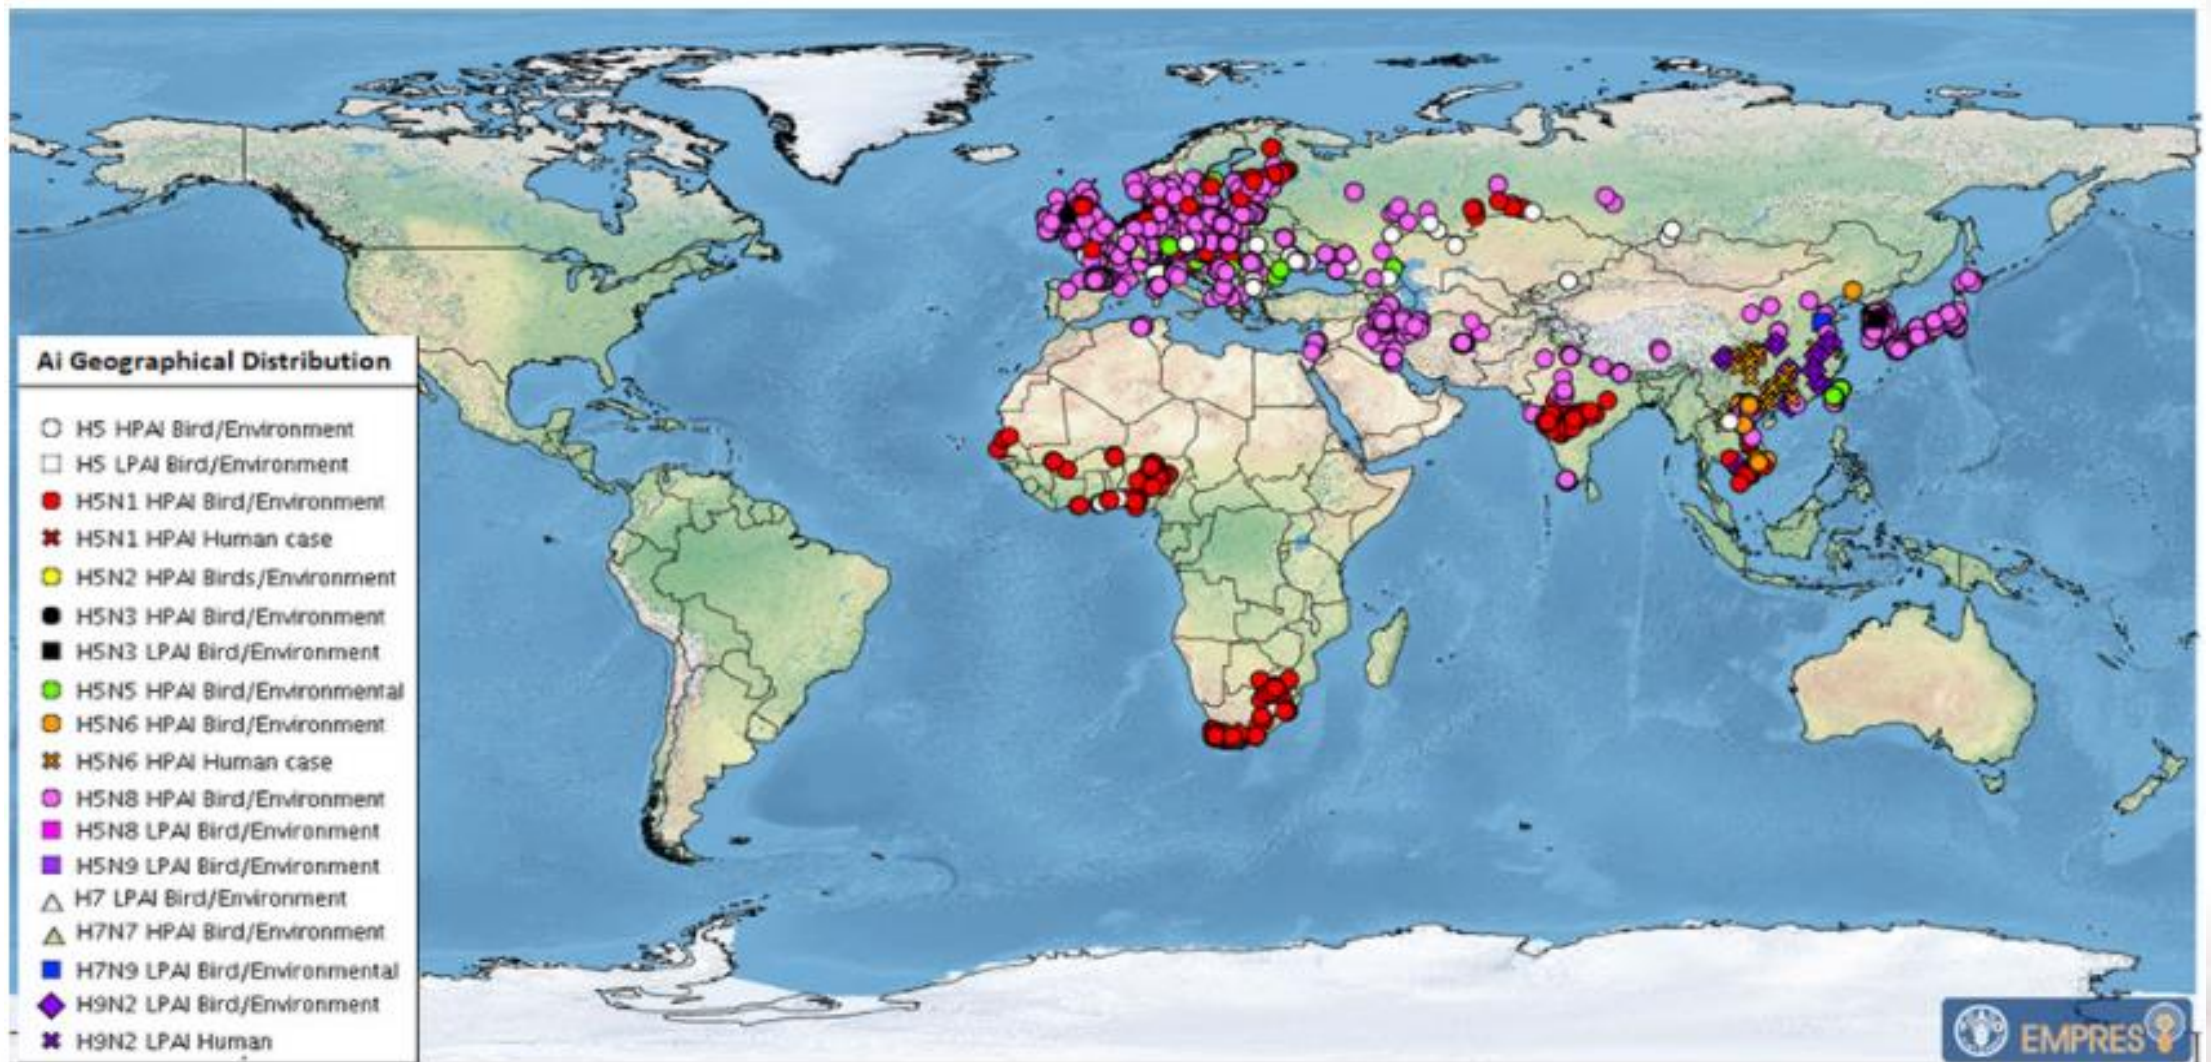 Ai Geographical Distribution
H5 HPAI Bird/Environment
H5 LPAI Bird/Environment
H5N1 HPAI Bird/Environment
H5N1 HPAI Human case
H5N2 HPAI Birds/Environment
H5N3 HPAI Bird/Environment
H5N3 LPAI Bird/Environment
H5N5 HPAI Bird/Environmental
H5N6 HPAI Bird/Environment
H5N6 HPAI Human case
H5N8 HPAI Bird/Environment
H5N8 LPAI Bird/Environment
H5N9 LPAI Bird/Environment
H7 LPAI Bird/Environment
H7N7 HPAI Bird/Environment
H7N9 LPAI Bird/Environmental
H9N2 LPAI Bird/Environment
H9N2 LPAI Human
EMPRES